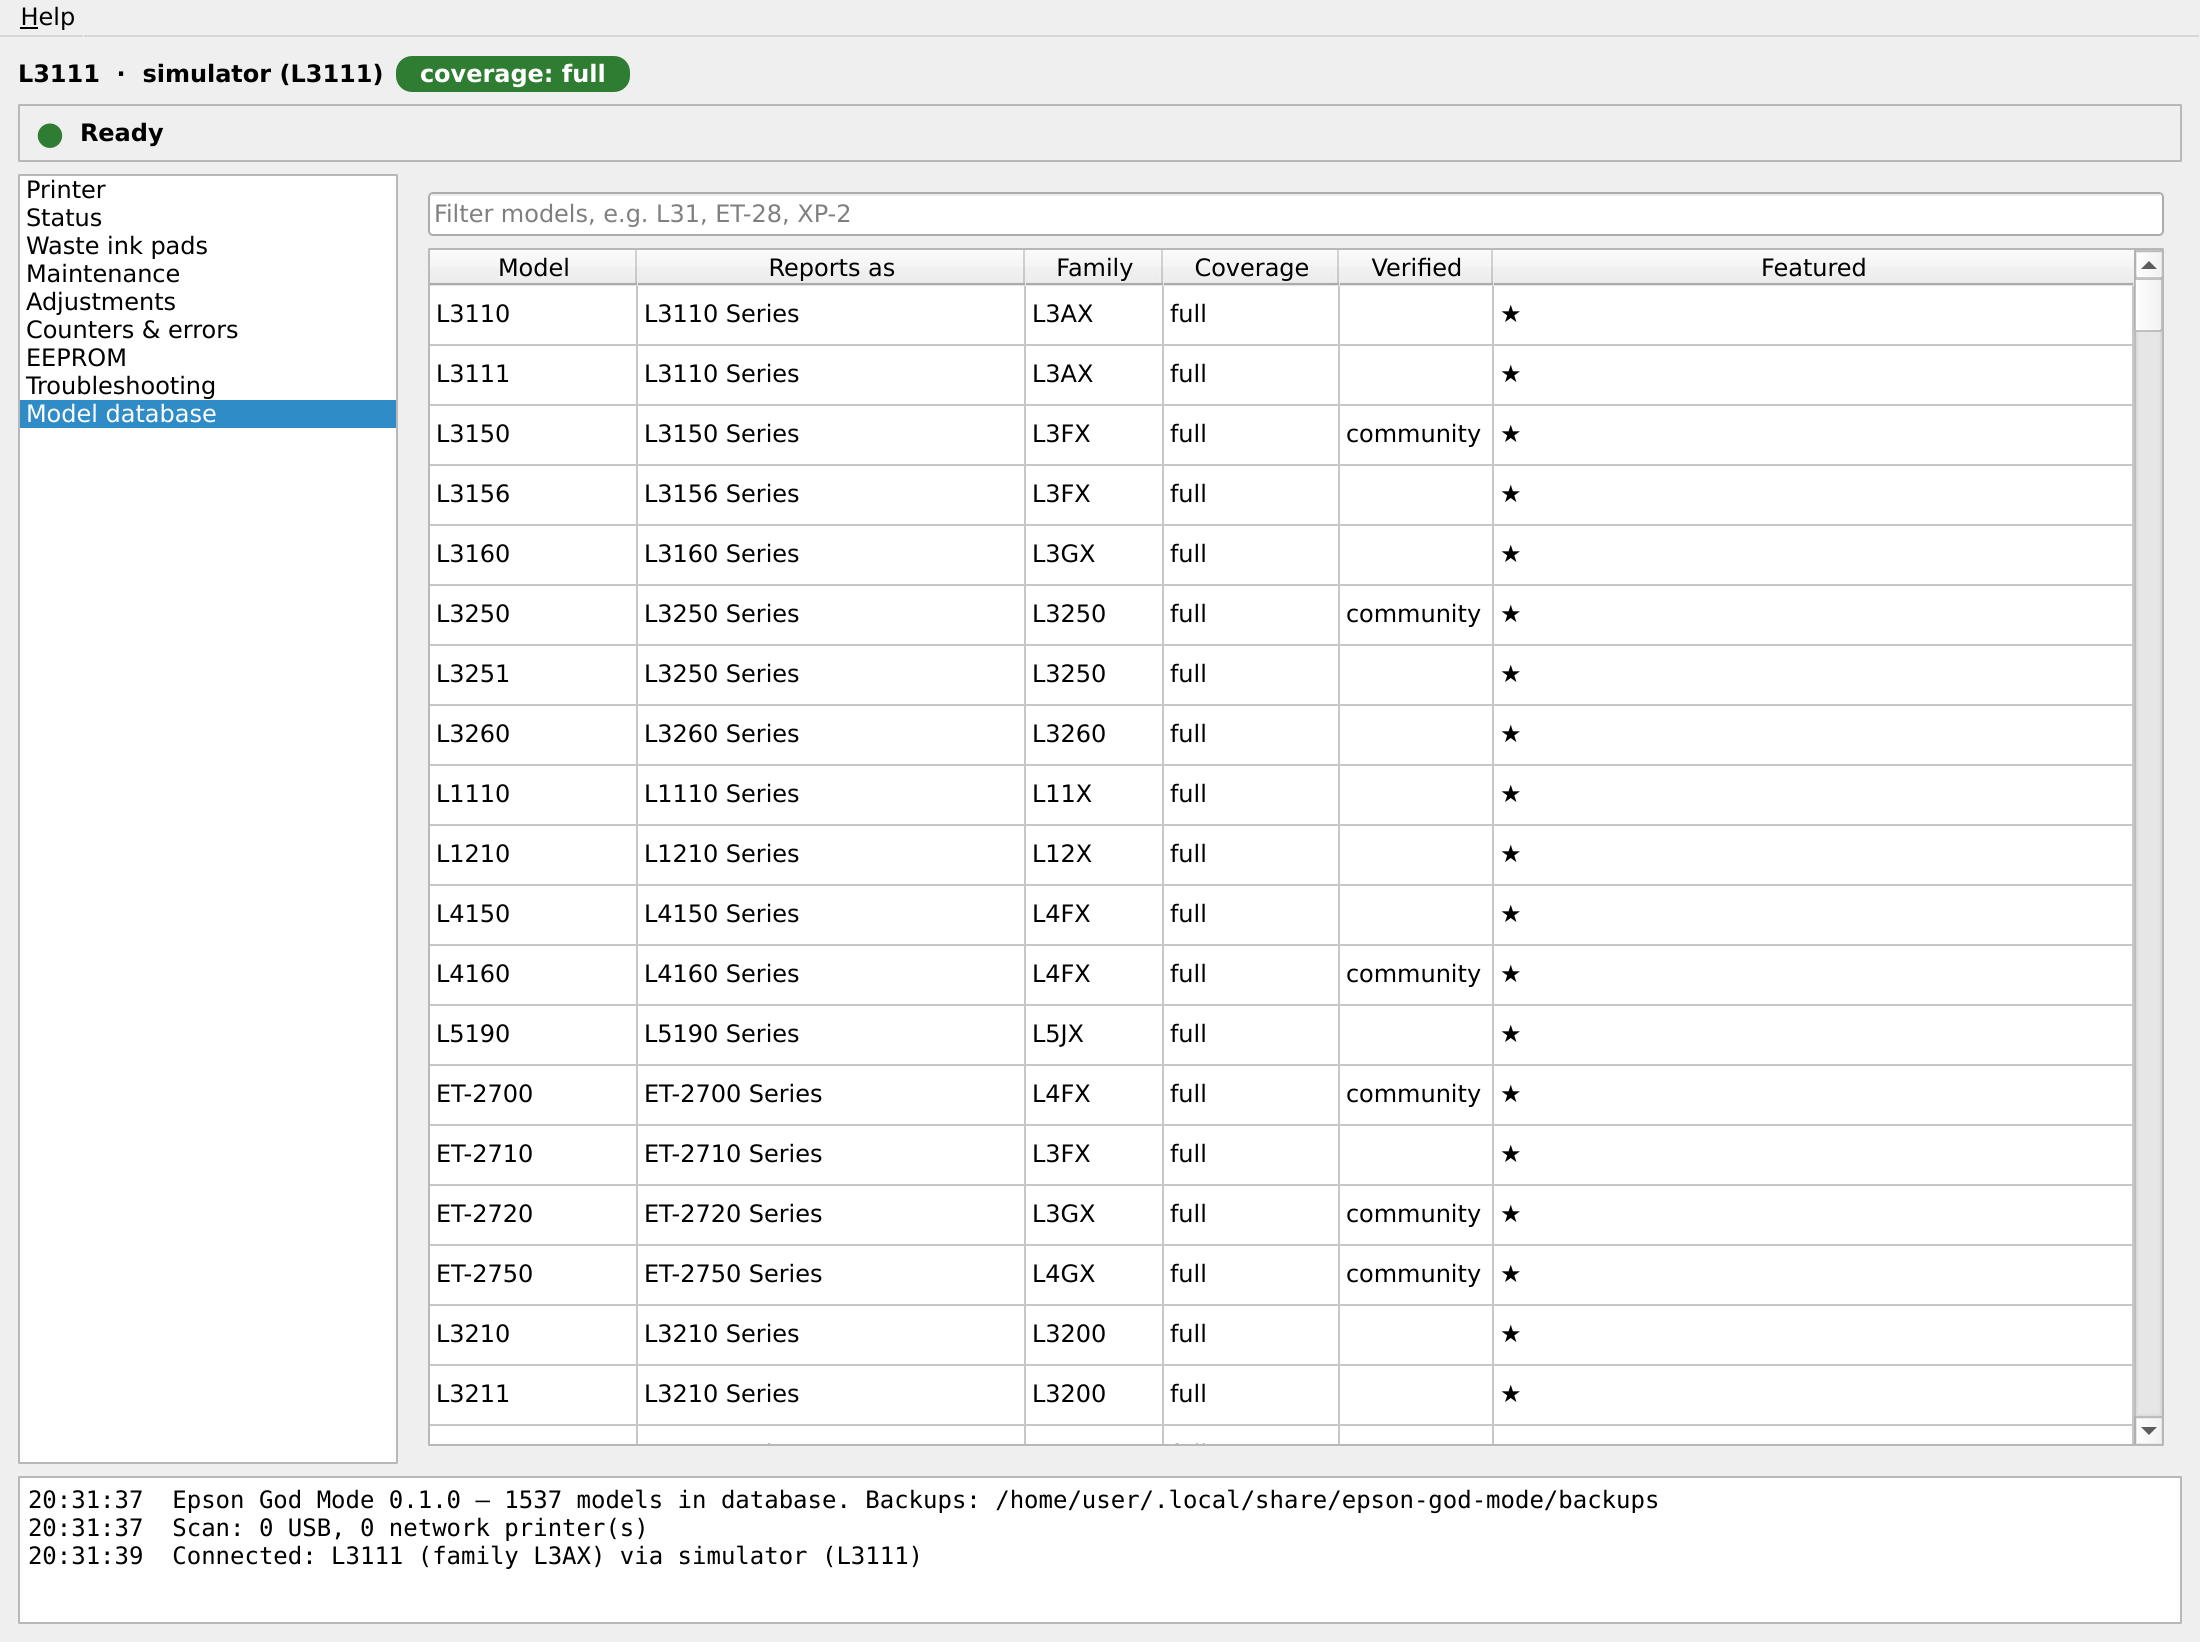 Help
L3111 · simulator (L3111) coverage: full
● Ready
Printer
Status
Waste ink pads
Maintenance
Adjustments
Counters & errors
EEPROM
Troubleshooting
Model database
Filter models, e.g. L31, ET-28, XP-2
Model Reports as Family Coverage Verified Featured
L3110 L3110 Series L3AX full ★
L3111 L3110 Series L3AX full ★
L3150 L3150 Series L3FX full community ★
L3156 L3156 Series L3FX full ★
L3160 L3160 Series L3GX full ★
L3250 L3250 Series L3250 full community ★
L3251 L3250 Series L3250 full ★
L3260 L3260 Series L3260 full ★
L1110 L1110 Series L11X full ★
L1210 L1210 Series L12X full ★
L4150 L4150 Series L4FX full ★
L4160 L4160 Series L4FX full community ★
L5190 L5190 Series L5JX full ★
ET-2700 ET-2700 Series L4FX full community ★
ET-2710 ET-2710 Series L3FX full ★
ET-2720 ET-2720 Series L3GX full community ★
ET-2750 ET-2750 Series L4GX full community ★
L3210 L3210 Series L3200 full ★
L3211 L3210 Series L3200 full ★
20:31:37 Epson God Mode 0.1.0 — 1537 models in database. Backups: /home/user/.local/share/epson-god-mode/backups
20:31:37 Scan: 0 USB, 0 network printer(s)
20:31:39 Connected: L3111 (family L3AX) via simulator (L3111)